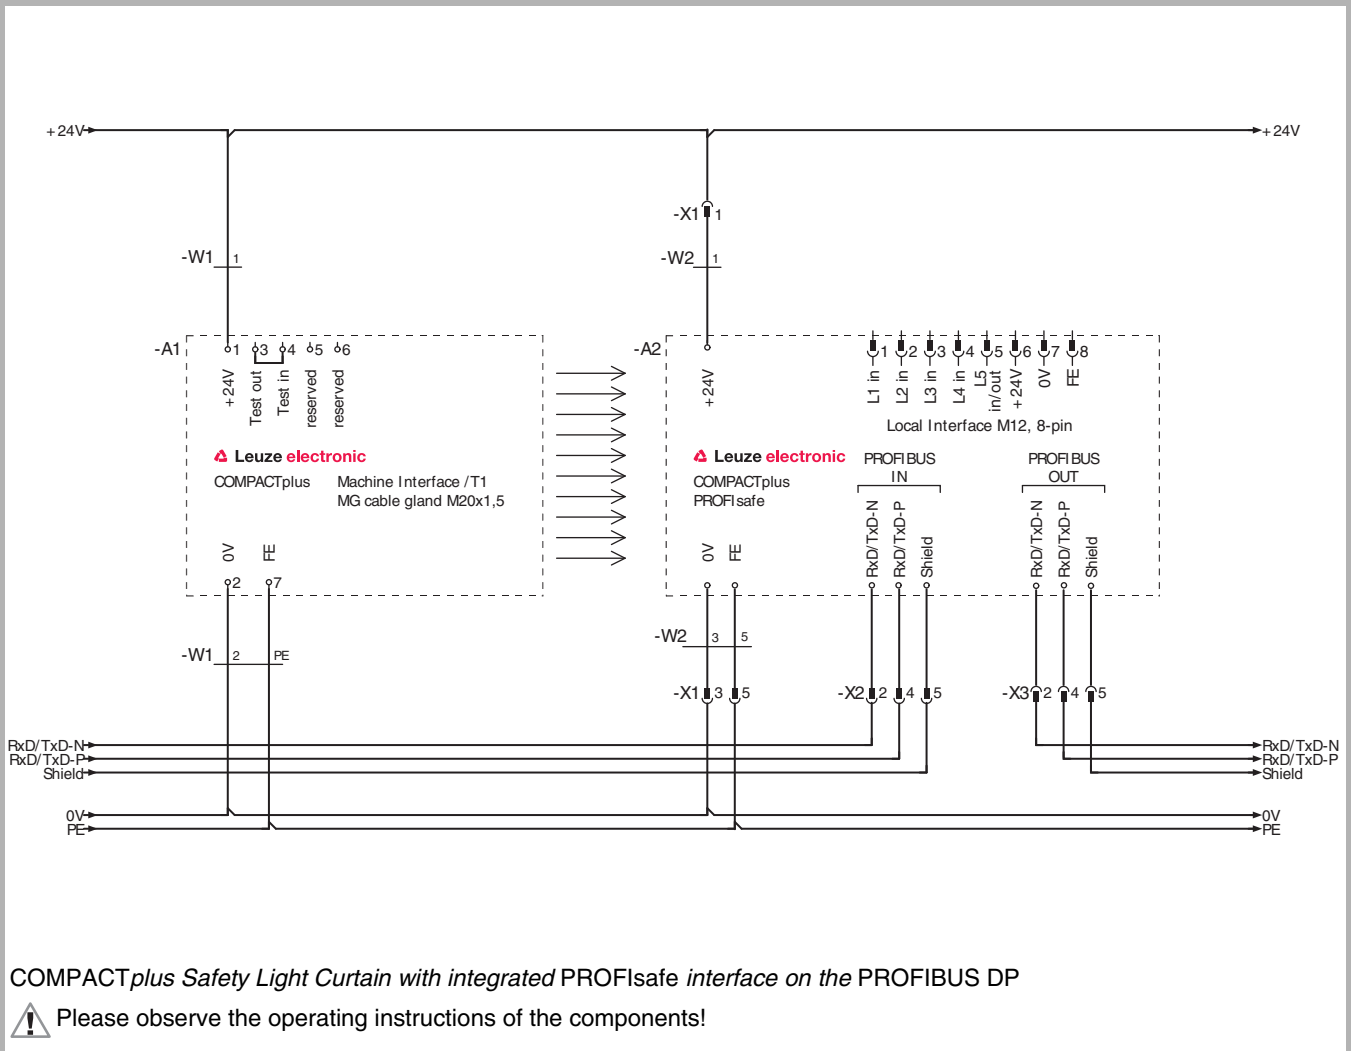 +24V +24V
-X1 1
-W1 1 -W2 1
-A1 1 3 4 5 6 -A2 1 2 3 4 5 6 7 8
+24V Test out Test in reserved reserved +24V L1 in L2 in L3 in L4 in L5 in/out +24V 0V FE
Local Interface M12, 8-pin
Leuze electronic Leuze electronic PROFIBUS PROFIBUS
COMPACTplus Machine Interface /T1 COMPACTplus IN OUT
MG cable gland M20x1,5 PROFIsafe
0V FE 0V FE RxD/TxD-N RxD/TxD-P Shield RxD/TxD-N RxD/TxD-P Shield
2 7
-W2 3 5
-W1 2 PE
-X1 3 5 -X2 2 4 5 -X3 2 4 5
RxD/TxD-N RxD/TxD-N
RxD/TxD-P RxD/TxD-P
Shield Shield
0V 0V
PE PE
COMPACTplus Safety Light Curtain with integrated PROFIsafe interface on the PROFIBUS DP
Please observe the operating instructions of the components!